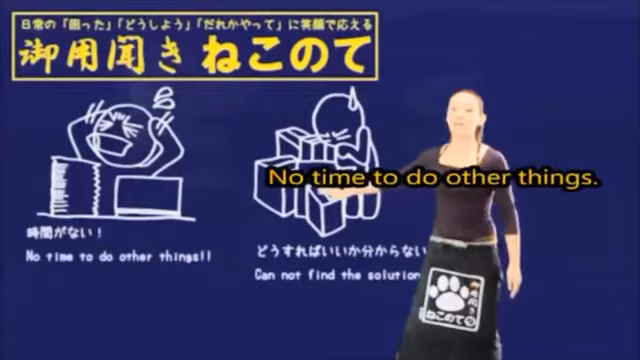 日常の「困った」「どうしよう」「だれかやって」に笑顔で応える
御用聞き ねこのて
No time to do other things.
時間がない！
No time to do other things!!
どうすればいいか分からない
Can not find the solution
御用聞き
ねこのて